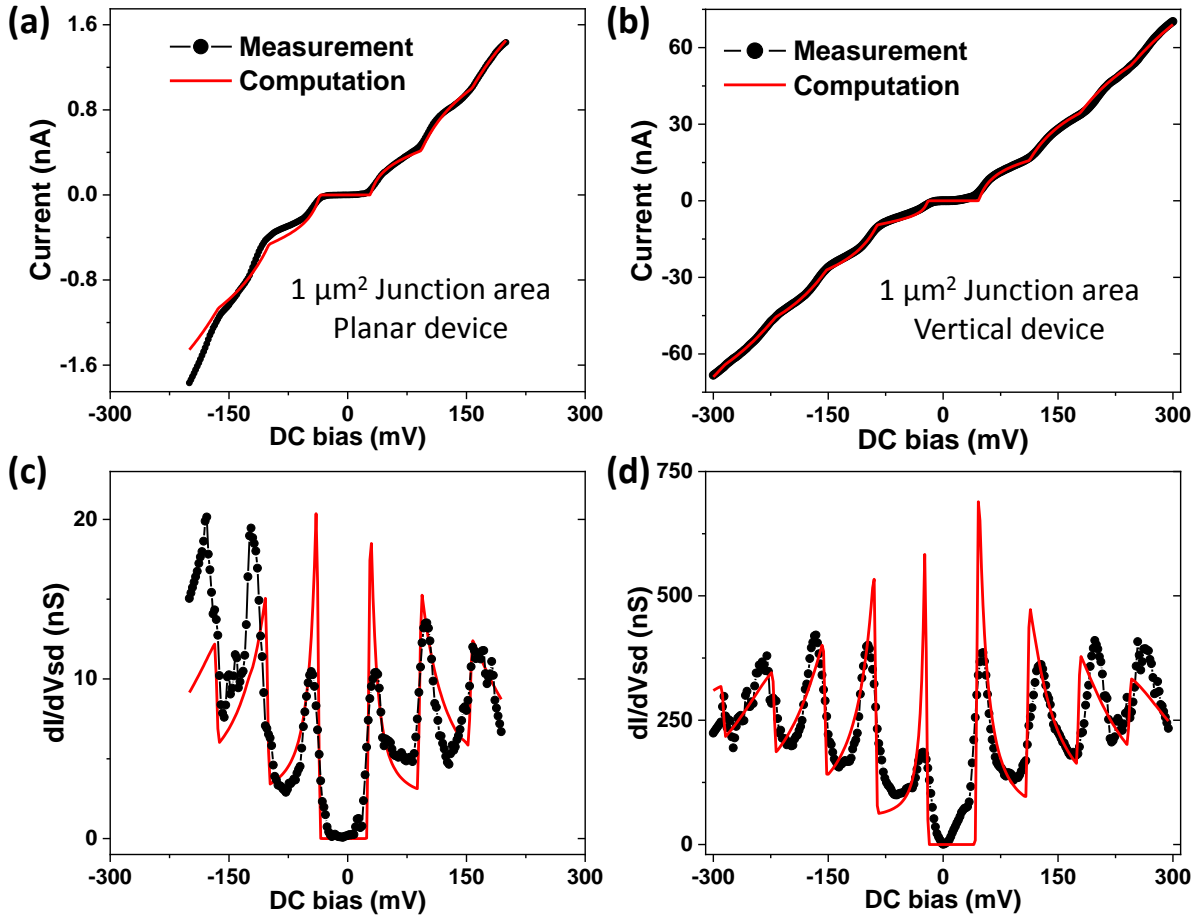 (a)
1.6
0.8
0.0
-0.8
-1.6
Current (nA)
Measurement
Computation
1 μm² Junction area
Planar device
-300 -150 0 150 300
DC bias (mV)
(b)
60
30
0
-30
-60
Current (nA)
Measurement
Computation
1 μm² Junction area
Vertical device
-300 -150 0 150 300
DC bias (mV)
(c)
20
10
0
dI/dVsd (nS)
-300 -150 0 150 300
DC bias (mV)
(d)
750
500
250
0
dI/dVsd (nS)
-300 -150 0 150 300
DC bias (mV)